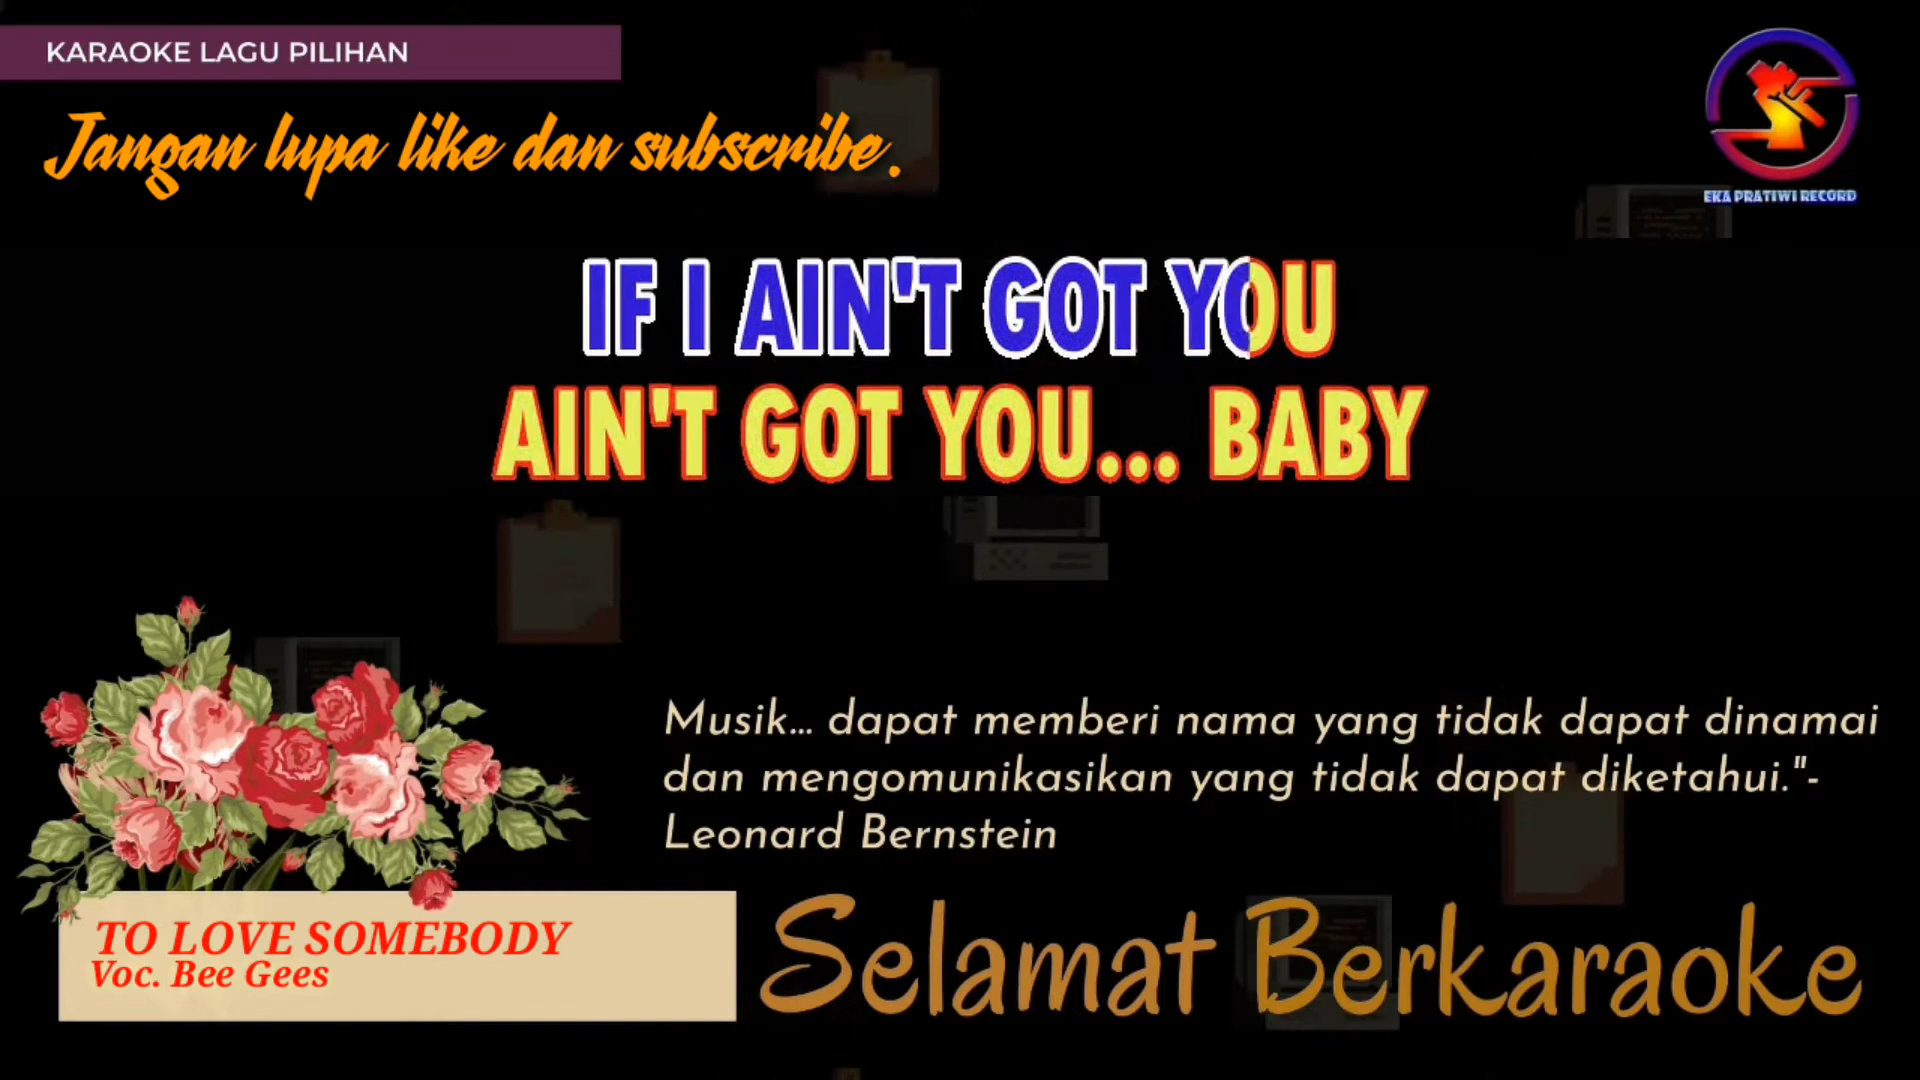 KARAOKE LAGU PILIHAN
Jangan lupa like dan subscribe.
EKA PRATIWI RECORD
IF I AIN'T GOT YOU
AIN'T GOT YOU... BABY
Musik... dapat memberi nama yang tidak dapat dinamai
dan mengomunikasikan yang tidak dapat diketahui."-
Leonard Bernstein
TO LOVE SOMEBODY
Voc. Bee Gees
Selamat Berkaraoke